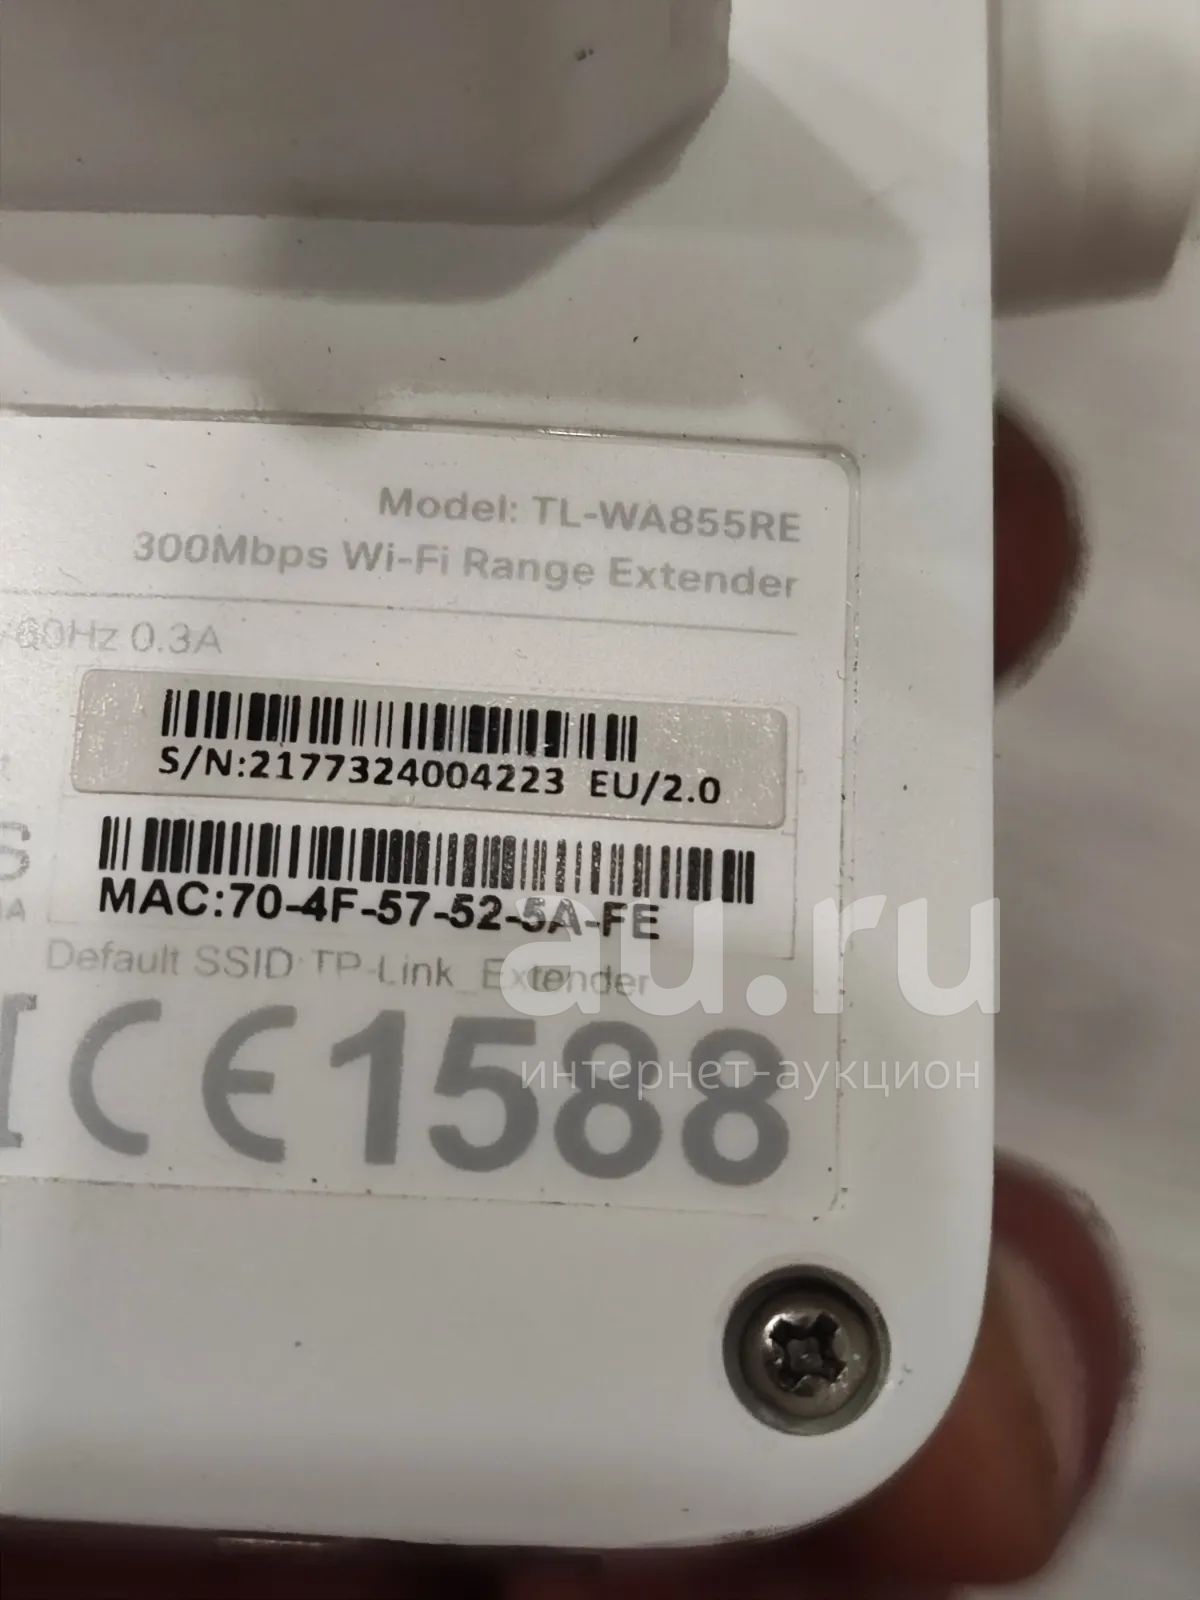 Model: TL-WA855RE
300Mbps Wi-Fi Range Extender
/60Hz 0.3A
S/N:2177324004223 EU/2.0
MAC:70-4F-57-52-5A-FE
Default SSID:TP-Link_Extender
CE1588
au.ru
интернет-аукцион